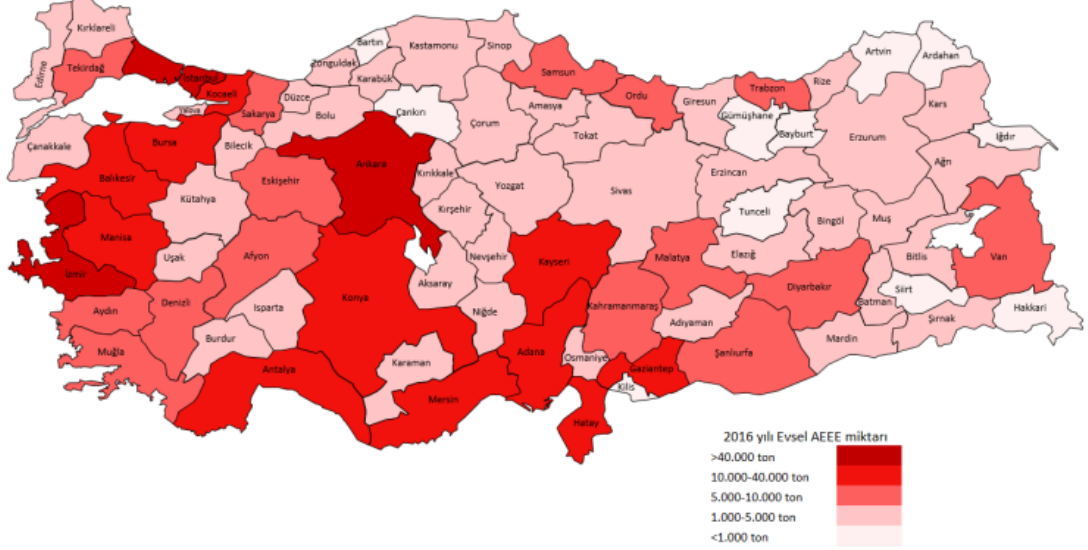 Kırklareli
Edirne
Tekirdağ
İstanbul
Kocaeli
Yalova
Sakarya
Düzce
Zonguldak
Bartın
Karabük
Kastamonu
Sinop
Samsun
Ordu
Giresun
Trabzon
Rize
Artvin
Ardahan
Kars
Iğdır
Ağrı
Erzurum
Bayburt
Gümüşhane
Erzincan
Tokat
Amasya
Çorum
Çankırı
Bolu
Bilecik
Bursa
Çanakkale
Balıkesir
Kütahya
Eskişehir
Ankara
Kırıkkale
Kırşehir
Yozgat
Sivas
Tunceli
Bingöl
Muş
Bitlis
Van
Hakkari
Şırnak
Siirt
Batman
Mardin
Diyarbakır
Elazığ
Malatya
Adıyaman
Şanlıurfa
Kahramanmaraş
Gaziantep
Kilis
Osmaniye
Hatay
Adana
Kayseri
Nevşehir
Niğde
Aksaray
Konya
Karaman
Mersin
Antalya
Isparta
Burdur
Afyon
Uşak
Manisa
İzmir
Aydın
Denizli
Muğla
2016 yılı Evsel AEEE miktarı
>40.000 ton
10.000-40.000 ton
5.000-10.000 ton
1.000-5.000 ton
<1.000 ton